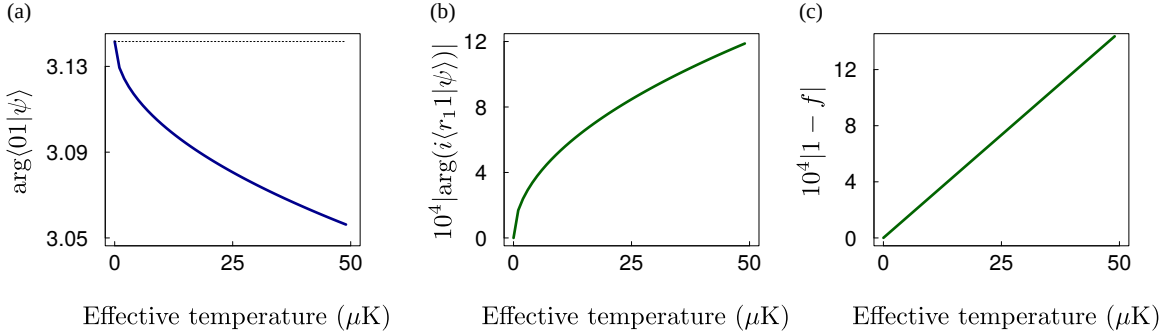 (a)
arg⟨01|ψ⟩
3.13
3.09
3.05
0 25 50
Effective temperature (μK)
(b)
10⁴|arg(i⟨r₁1|ψ⟩)|
12
8
4
0
0 25 50
Effective temperature (μK)
(c)
10⁴|1 − f|
12
8
4
0
0 25 50
Effective temperature (μK)